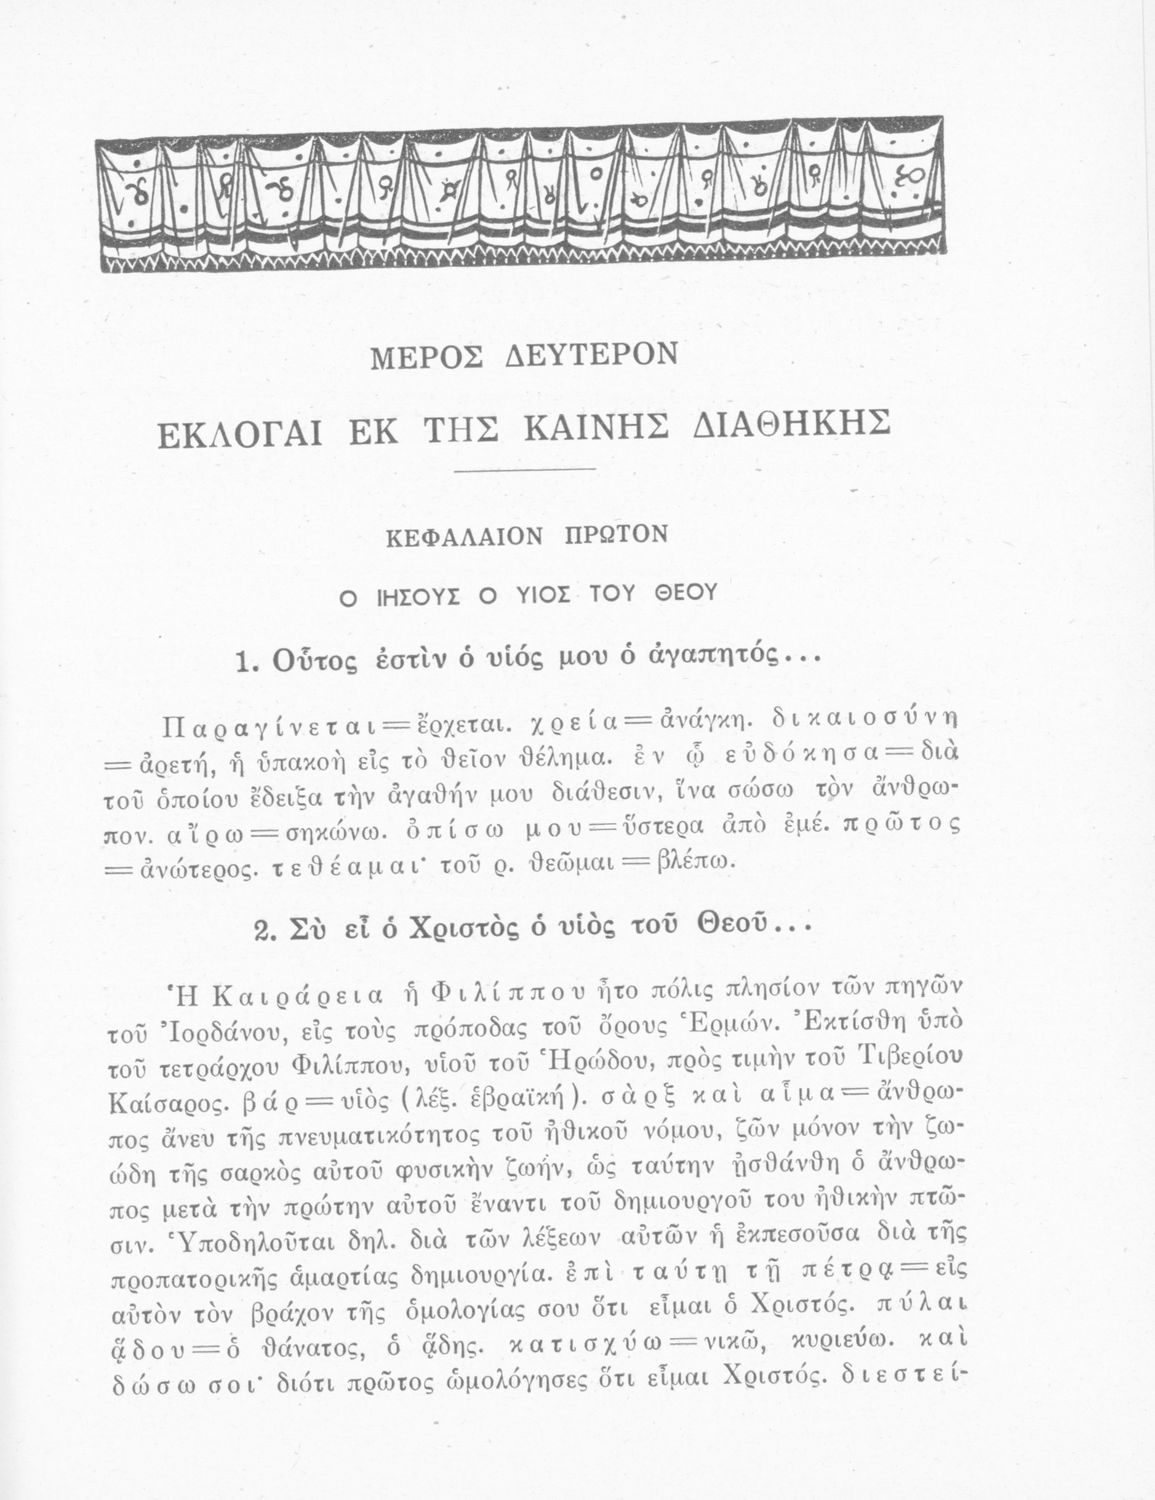 ΜΕΡΟΣ ΔΕΥΤΕΡΟΝ
ΕΚΛΟΓΑΙ ΕΚ ΤΗΣ ΚΑΙΝΗΣ ΔΙΑΘΗΚΗΣ
ΚΕΦΑΛΑΙΟΝ ΠΡΩΤΟΝ
Ο ΙΗΣΟΥΣ Ο ΥΙΟΣ ΤΟΥ ΘΕΟΥ
1. Οὗτος ἐστὶν ὁ υἱός μου ὁ ἀγαπητός...
Παραγίνεται=ἔρχεται. χρεία=ἀνάγκη. δικαιοσύνη
=ἀρετή, ἡ ὑπακοὴ εἰς τὸ θεῖον θέλημα. ἐν ᾧ εὐδόκησα=διὰ
τοῦ ὁποίου ἔδειξα τὴν ἀγαθήν μου διάθεσιν, ἵνα σώσω τὸν ἄνθρω-
πον. αἴρω=σηκώνω. ὀπίσω μου=ὕστερα ἀπὸ ἐμέ. πρῶτος
=ἀνώτερος. τεθέαμαι· τοῦ ρ. θεῶμαι=βλέπω.
2. Σὺ εἶ ὁ Χριστὸς ὁ υἱὸς τοῦ Θεοῦ...
Ἡ Καιράρεια ἡ Φιλίππου ἦτο πόλις πλησίον τῶν πηγῶν
τοῦ Ἰορδάνου, εἰς τοὺς πρόποδας τοῦ ὄρους Ἑρμών. Ἐκτίσθη ὑπὸ
τοῦ τετράρχου Φιλίππου, υἱοῦ τοῦ Ἡρώδου, πρὸς τιμὴν τοῦ Τιβερίου
Καίσαρος. βάρ=υἱὸς (λέξ. ἑβραϊκή). σὰρξ καὶ αἷμα=ἄνθρω-
πος ἄνευ τῆς πνευματικότητος τοῦ ἠθικοῦ νόμου, ζῶν μόνον τὴν ζω-
ώδη τῆς σαρκὸς αὐτοῦ φυσικὴν ζωήν, ὡς ταύτην ᾐσθάνθη ὁ ἄνθρω-
πος μετὰ τὴν πρώτην αὐτοῦ ἔναντι τοῦ δημιουργοῦ του ἠθικὴν πτῶ-
σιν. Ὑποδηλοῦται δηλ. διὰ τῶν λέξεων αὐτῶν ἡ ἐκπεσοῦσα διὰ τῆς
προπατορικῆς ἁμαρτίας δημιουργία. ἐπὶ ταύτῃ τῇ πέτρᾳ=εἰς
αὐτὸν τὸν βράχον τῆς ὁμολογίας σου ὅτι εἶμαι ὁ Χριστός. πύλαι
ᾅδου=ὁ θάνατος, ὁ ᾅδης. κατισχύω=νικῶ, κυριεύω. καὶ
δώσω σοι· διότι πρῶτος ὡμολόγησες ὅτι εἶμαι Χριστός. διεστεί-